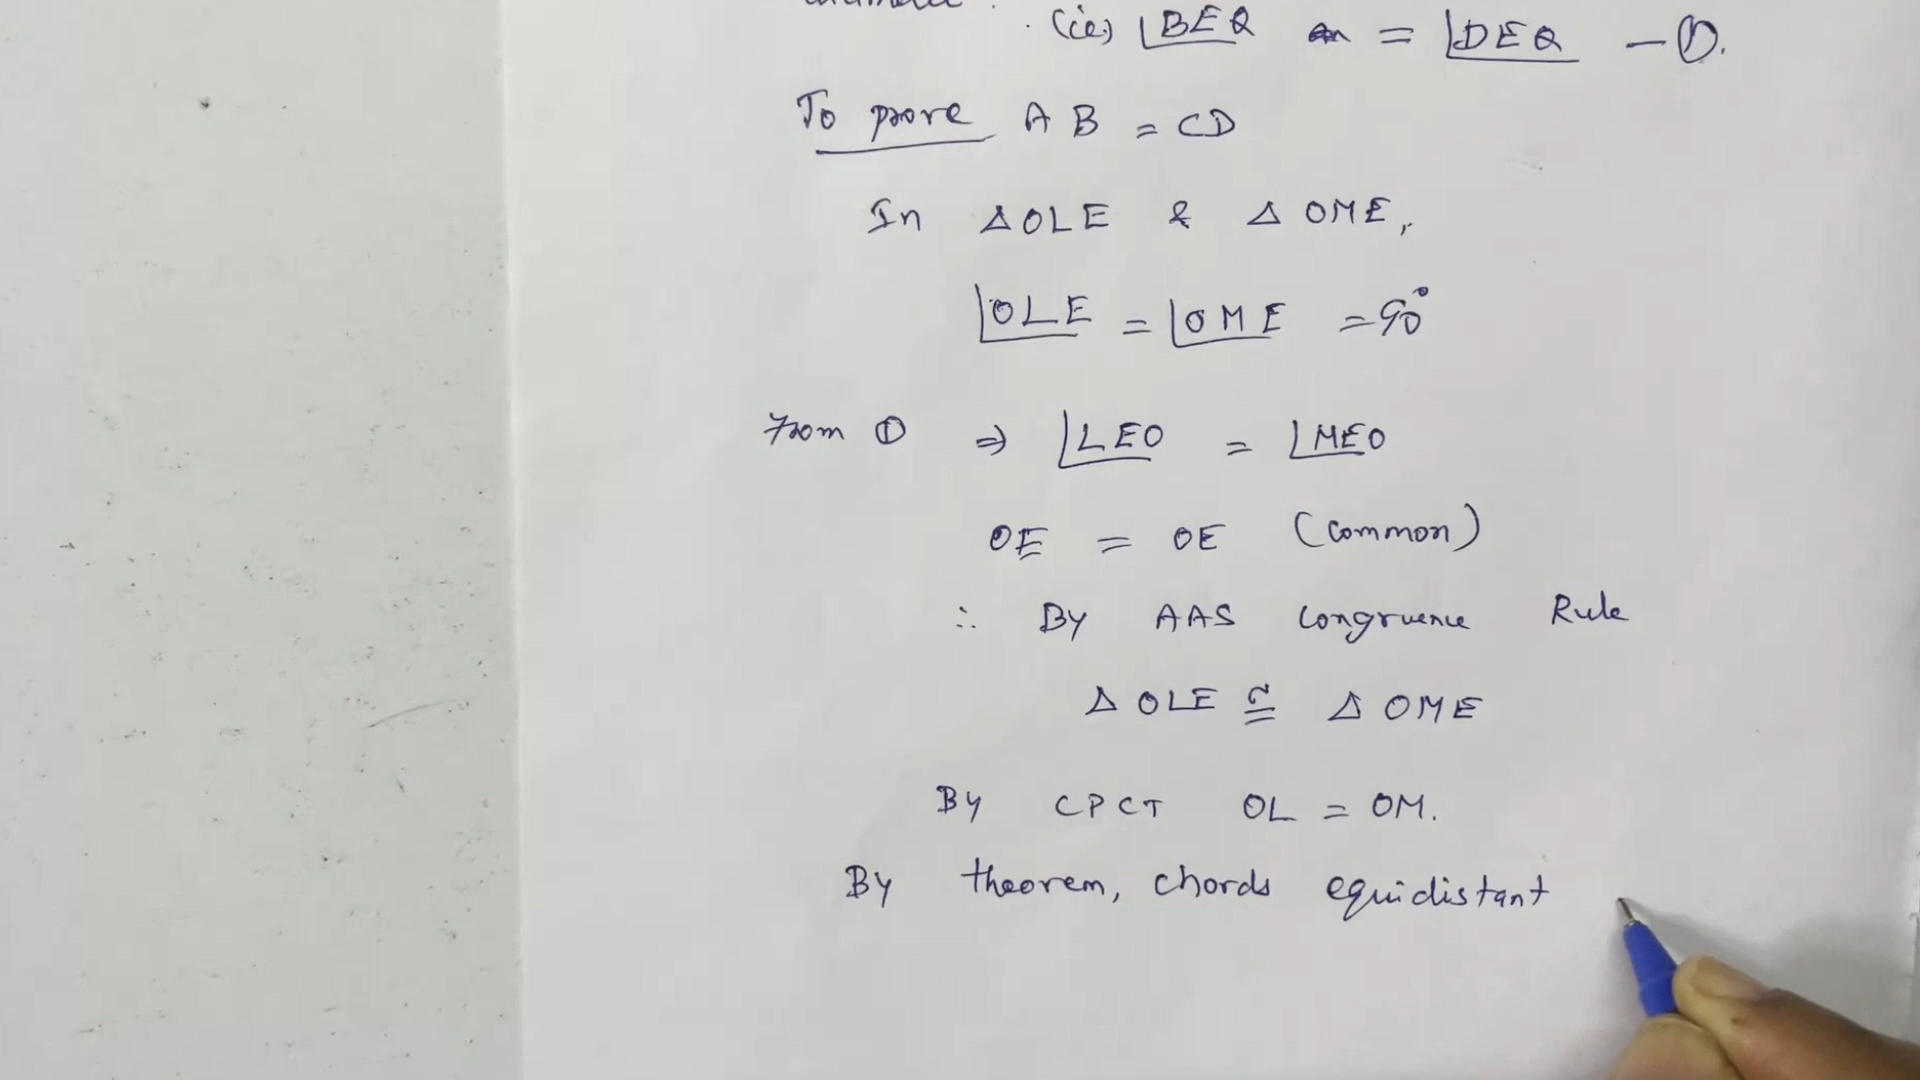 (ie) ∠BEQ = ∠DEQ - ①.
To prove AB = CD
In ΔOLE & ΔOME,
∠OLE = ∠OME = 90°
From ① ⇒ ∠LEO = ∠MEO
OE = OE (Common)
∴ By AAS Congruence Rule
ΔOLE ≅ ΔOME
By CPCT OL = OM.
By theorem, chords equidistant